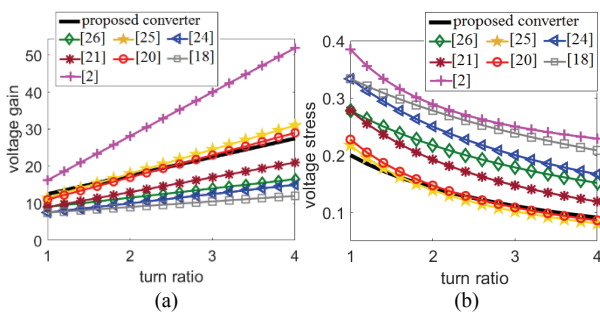 proposed converter
[26] [25] [24]
[21] [20] [18]
[2]
voltage gain
50
40
30
20
10
0
1 2 3 4
turn ratio
(a)
proposed converter
[26] [25] [24]
[21] [20] [18]
[2]
voltage stress
0.4
0.3
0.2
0.1
1 2 3 4
turn ratio
(b)